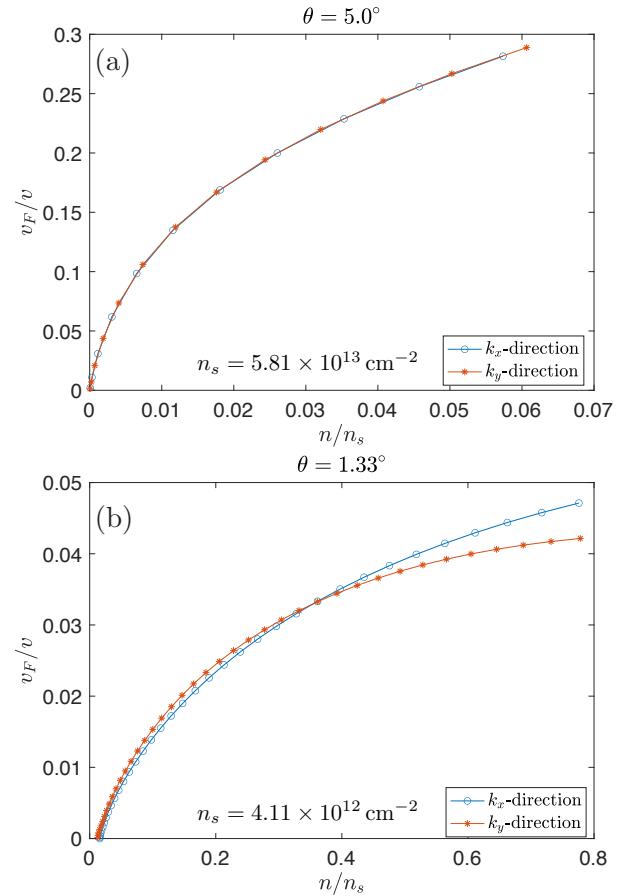 θ = 5.0°
(a)
0.3
0.25
0.2
0.15
0.1
0.05
0
v_F/v
n_s = 5.81 × 10^13 cm^−2
k_x-direction
k_y-direction
0 0.01 0.02 0.03 0.04 0.05 0.06 0.07
n/n_s
θ = 1.33°
(b)
0.05
0.04
0.03
0.02
0.01
0
v_F/v
n_s = 4.11 × 10^12 cm^−2
k_x-direction
k_y-direction
0 0.2 0.4 0.6 0.8
n/n_s